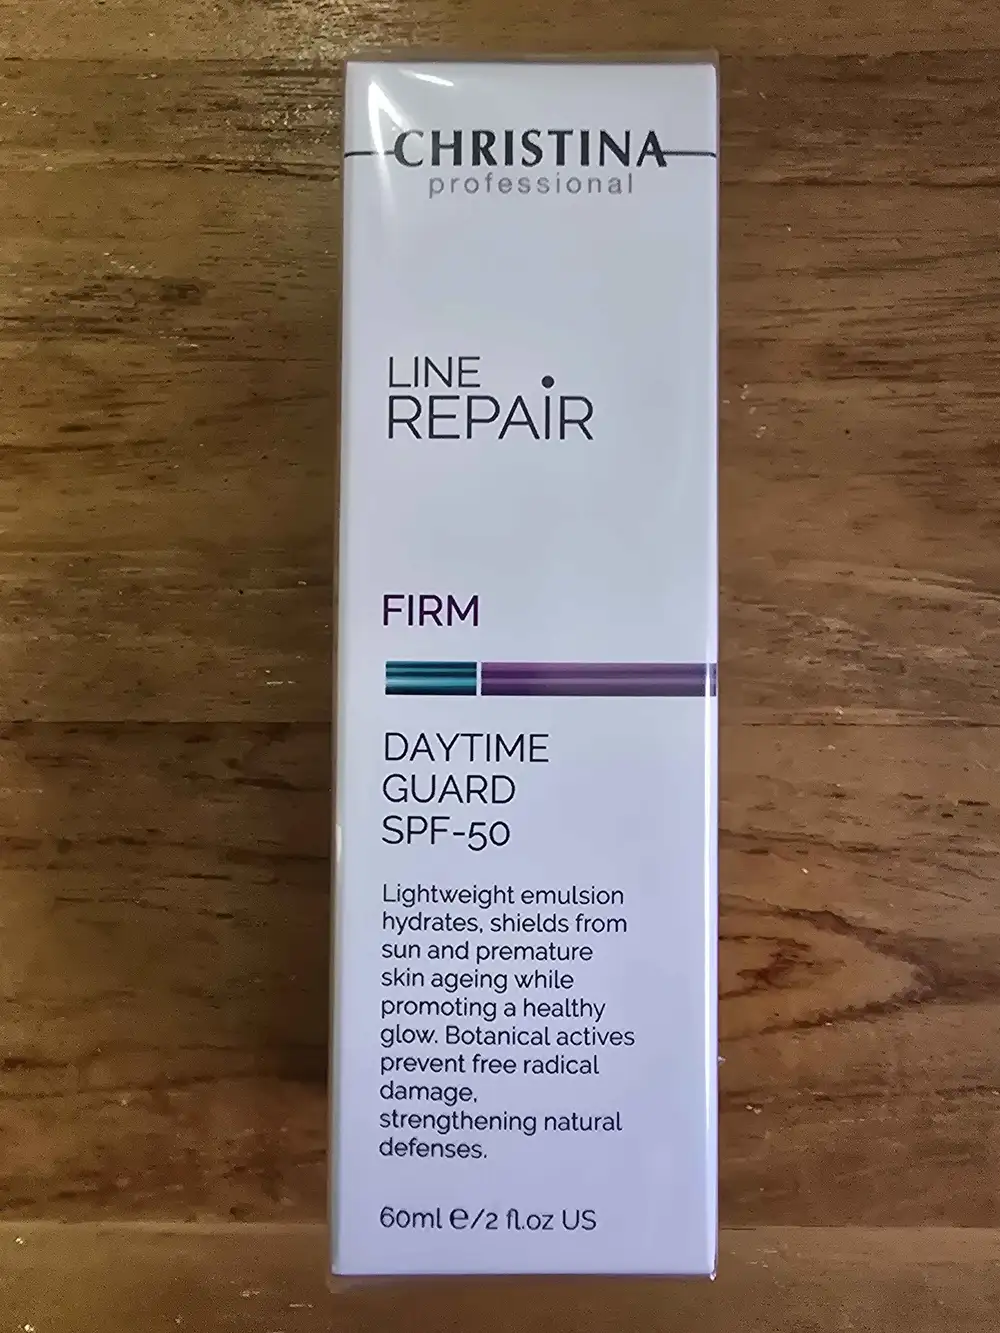 CHRISTINA
professional
LINE
REPAiR
FIRM
DAYTIME
GUARD
SPF-50
Lightweight emulsion
hydrates, shields from
sun and premature
skin ageing while
promoting a healthy
glow. Botanical actives
prevent free radical
damage,
strengthening natural
defenses.
60ml ℮/2 fl.oz US